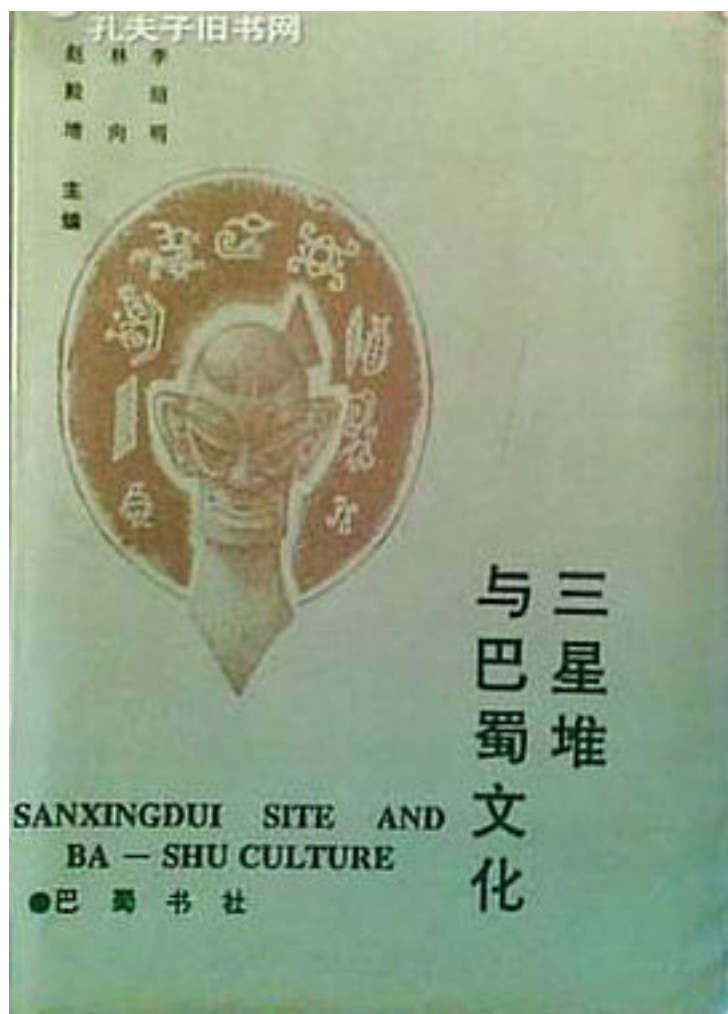 孔夫子旧书网
李绍明
林向
赵殿增
主编
三星堆
与巴蜀文化
SANXINGDUI SITE AND
BA — SHU CULTURE
●巴蜀书社